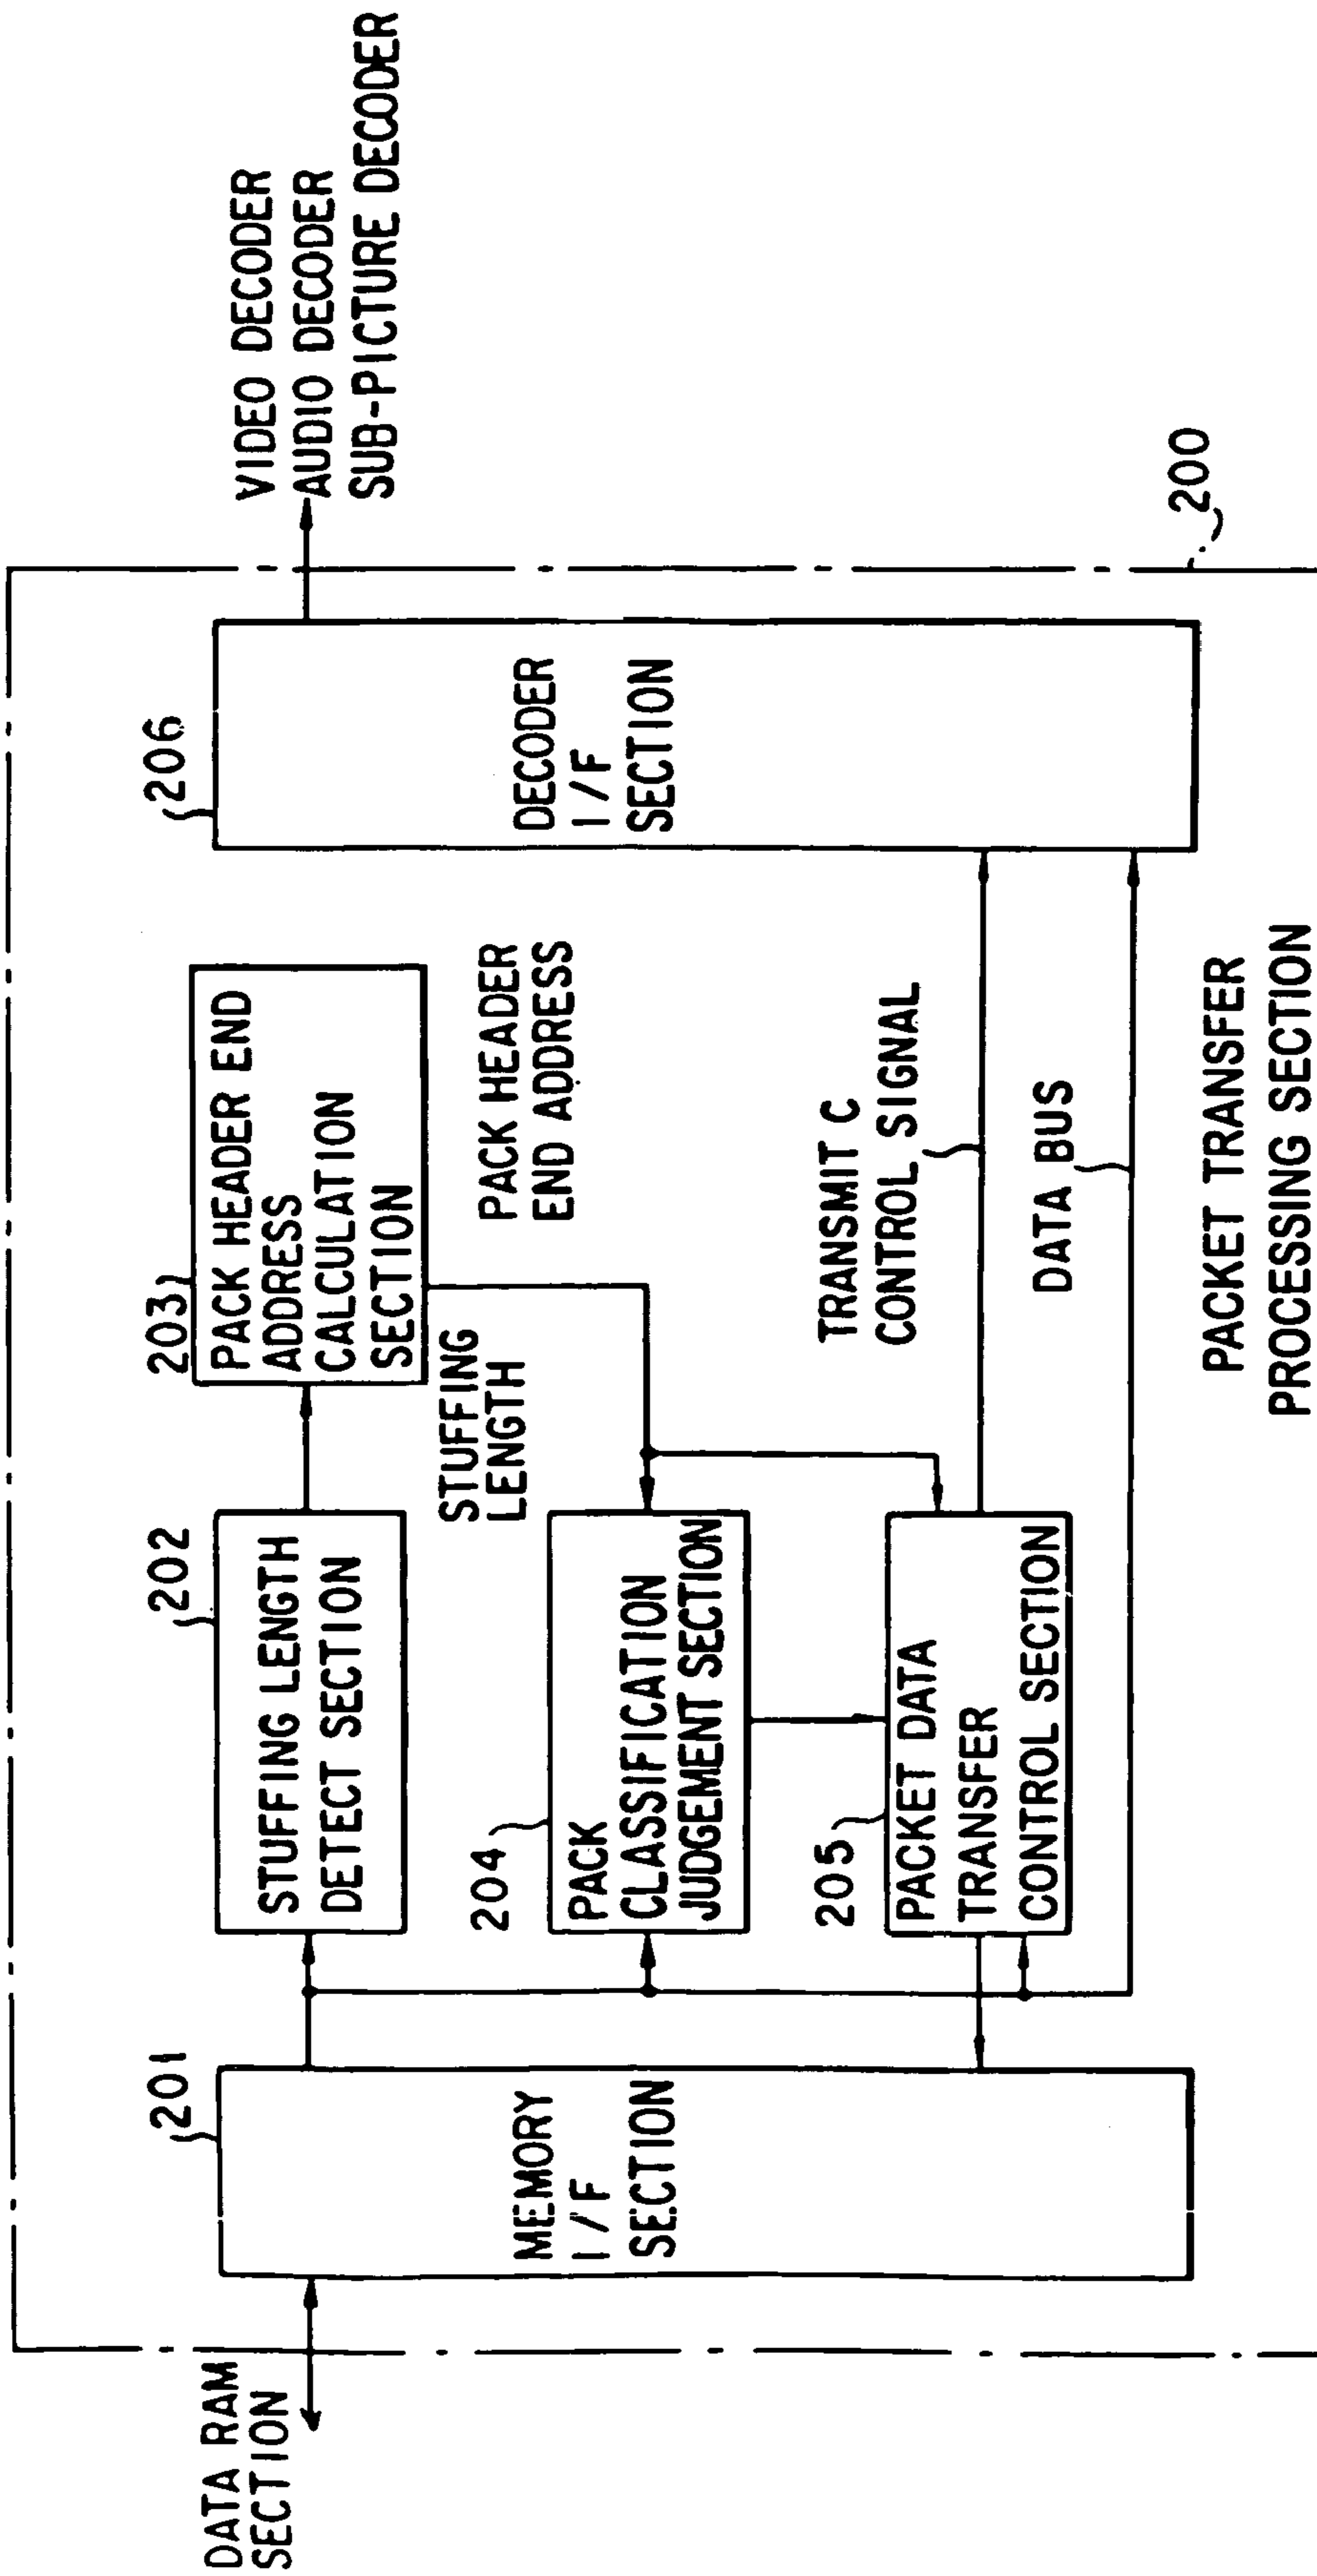 DATA RAM
SECTION
201
MEMORY
I/F
SECTION
202
STUFFING LENGTH
DETECT SECTION
STUFFING
LENGTH
203
PACK HEADER END
ADDRESS
CALCULATION
SECTION
PACK HEADER
END ADDRESS
204
PACK
CLASSIFICATION
JUDGEMENT SECTION
205
PACKET DATA
TRANSFER
CONTROL SECTION
TRANSMIT C
CONTROL SIGNAL
DATA BUS
206
DECODER
I/F
SECTION
VIDEO DECODER
AUDIO DECODER
SUB-PICTURE DECODER
200
PACKET TRANSFER
PROCESSING SECTION